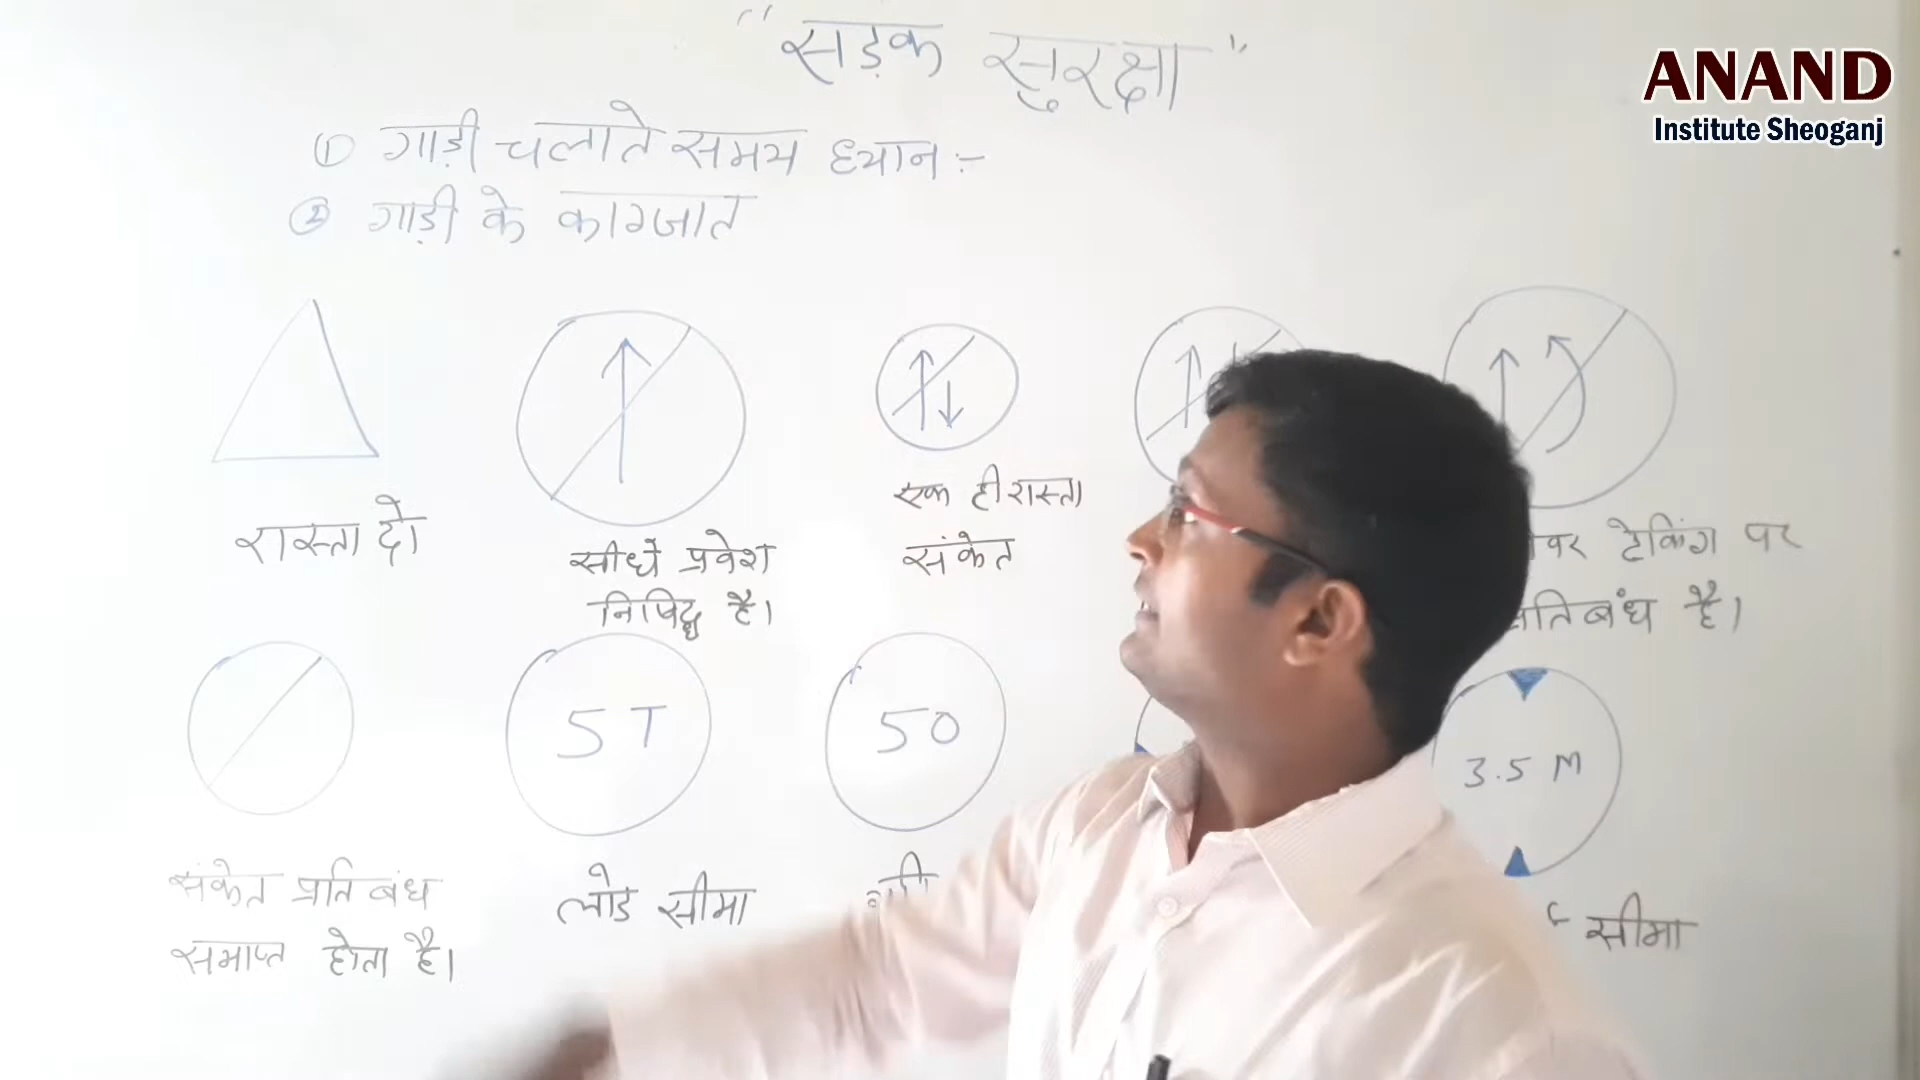 "सड़क सुरक्षा"
ANAND
Institute Sheoganj
① गाड़ी चलाते समय ध्यान :-
② गाड़ी के कागजात
रास्ता दो
सीधे प्रवेश
निषिद्ध है।
एक ही रास्ता
संकेत
टेकिंग पर
है।
5 T
50
3.5 M
संकेत प्रति बंध
समाप्त होता है।
लोड सीमा
सीमा